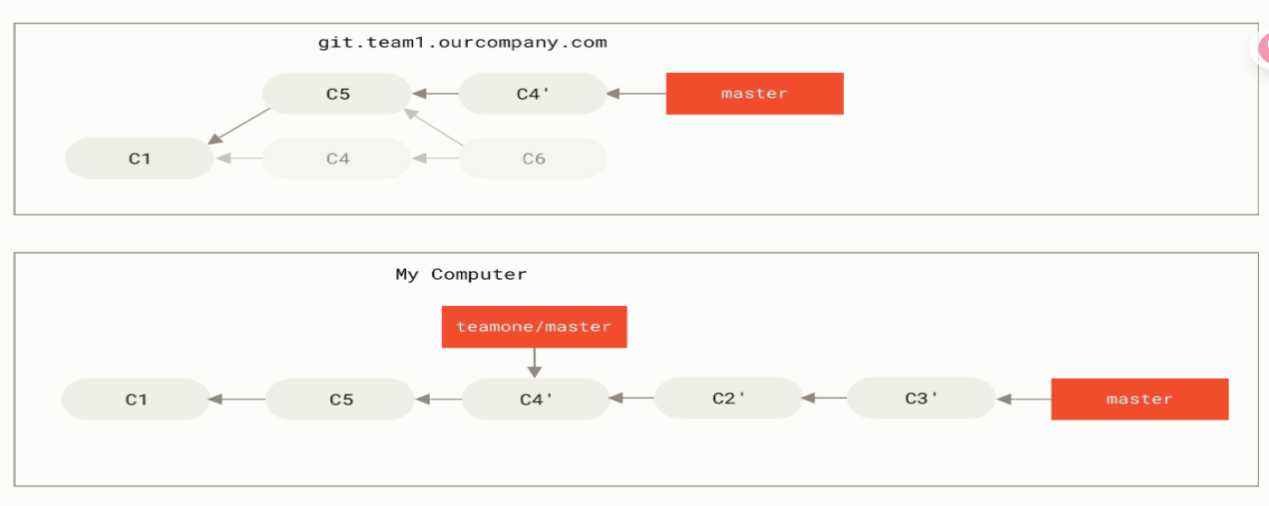 git.team1.ourcompany.com
C5
C4'
master
C1
C4
C6
My Computer
teamone/master
C1
C5
C4'
C2'
C3'
master